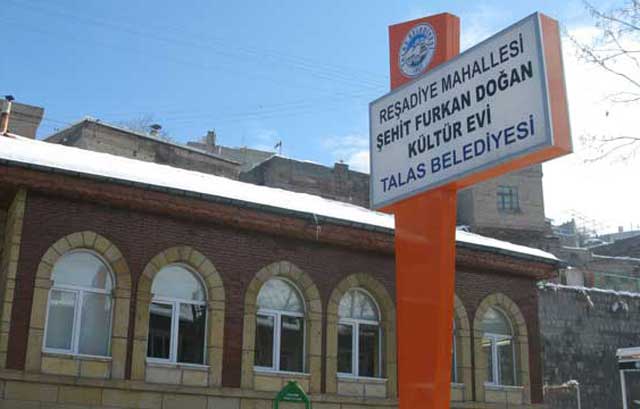 REŞADİYE MAHALLESİ
ŞEHİT FURKAN DOĞAN
KÜLTÜR EVİ
TALAS BELEDİYESİ